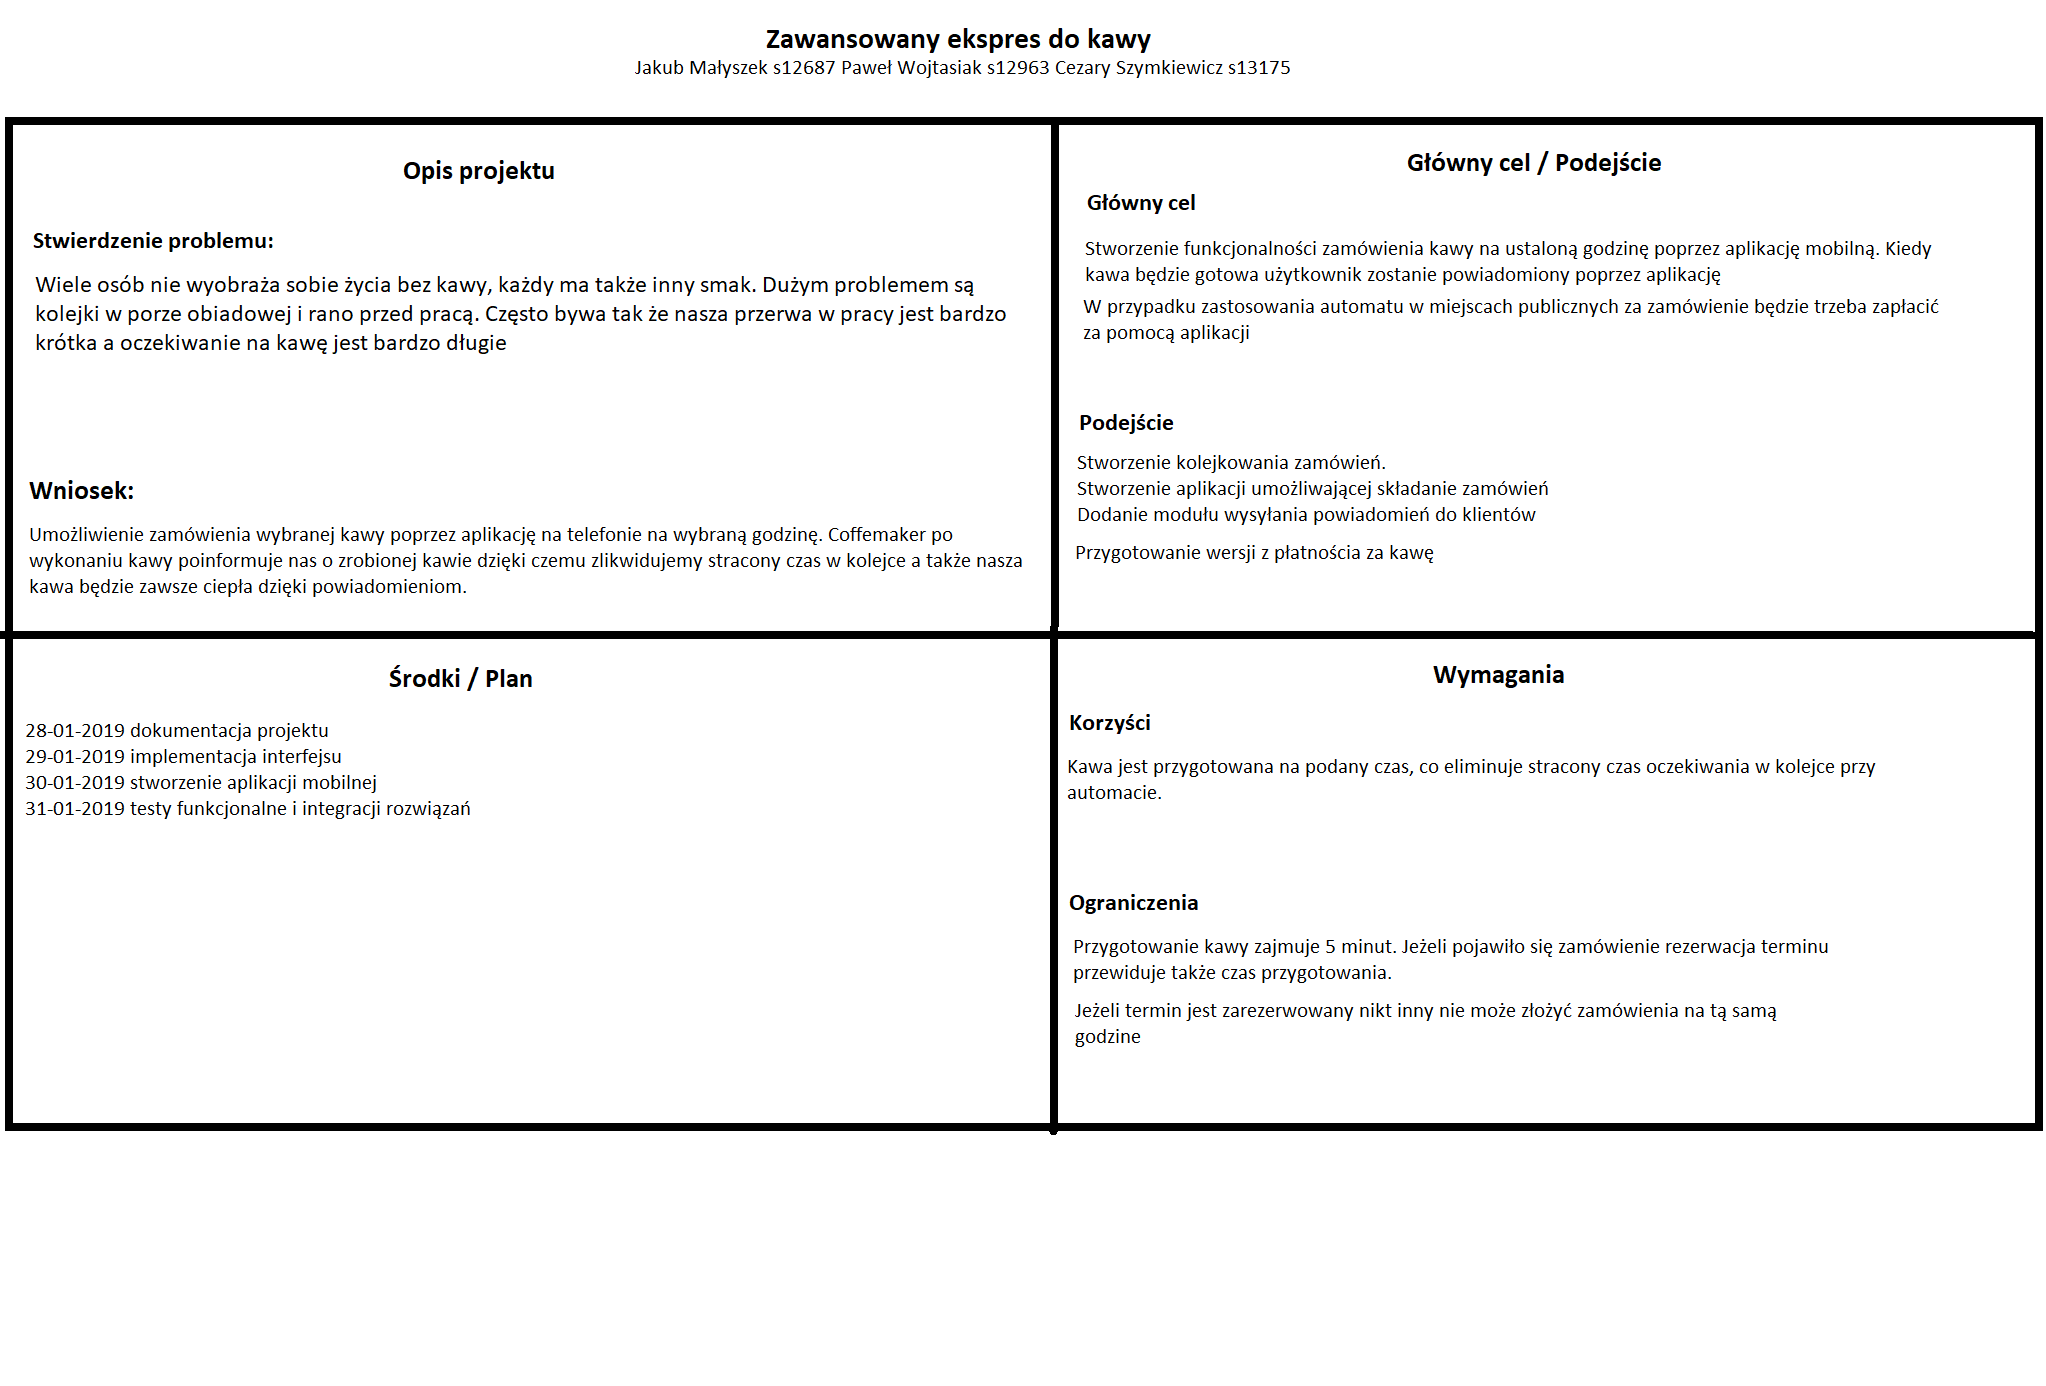 Zawansowany ekspres do kawy
Jakub Małyszek s12687 Paweł Wojtasiak s12963 Cezary Szymkiewicz s13175
Opis projektu
Stwierdzenie problemu:
Wiele osób nie wyobraża sobie życia bez kawy, każdy ma także inny smak. Dużym problemem są
kolejki w porze obiadowej i rano przed pracą. Często bywa tak że nasza przerwa w pracy jest bardzo
krótka a oczekiwanie na kawę jest bardzo długie
Wniosek:
Umożliwienie zamówienia wybranej kawy poprzez aplikację na telefonie na wybraną godzinę. Coffemaker po
wykonaniu kawy poinformuje nas o zrobionej kawie dzięki czemu zlikwidujemy stracony czas w kolejce a także nasza
kawa będzie zawsze ciepła dzięki powiadomieniom.
Główny cel / Podejście
Główny cel
Stworzenie funkcjonalności zamówienia kawy na ustaloną godzinę poprzez aplikację mobilną. Kiedy
kawa będzie gotowa użytkownik zostanie powiadomiony poprzez aplikację
W przypadku zastosowania automatu w miejscach publicznych za zamówienie będzie trzeba zapłacić
za pomocą aplikacji
Podejście
Stworzenie kolejkowania zamówień.
Stworzenie aplikacji umożliwającej składanie zamówień
Dodanie modułu wysyłania powiadomień do klientów
Przygotowanie wersji z płatnościa za kawę
Środki / Plan
28-01-2019 dokumentacja projektu
29-01-2019 implementacja interfejsu
30-01-2019 stworzenie aplikacji mobilnej
31-01-2019 testy funkcjonalne i integracji rozwiązań
Wymagania
Korzyści
Kawa jest przygotowana na podany czas, co eliminuje stracony czas oczekiwania w kolejce przy
automacie.
Ograniczenia
Przygotowanie kawy zajmuje 5 minut. Jeżeli pojawiło się zamówienie rezerwacja terminu
przewiduje także czas przygotowania.
Jeżeli termin jest zarezerwowany nikt inny nie może złożyć zamówienia na tą samą
godzine